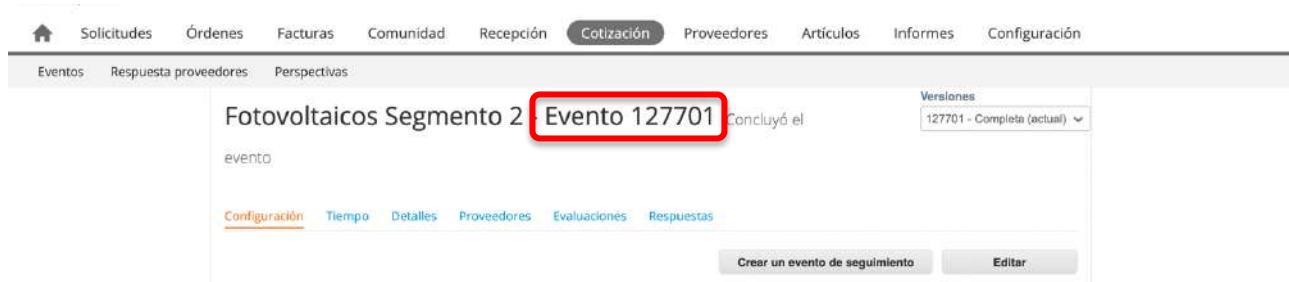 Solicitudes Órdenes Facturas Comunidad Recepción Cotización Proveedores Artículos Informes Configuración
Eventos Respuesta proveedores Perspectivas
Versiones
Fotovoltaicos Segmento 2 - Evento 127701 Concluyó el
127701 - Completa (actual)
evento
Configuración Tiempo Detalles Proveedores Evaluaciones Respuestas
Crear un evento de seguimiento Editar